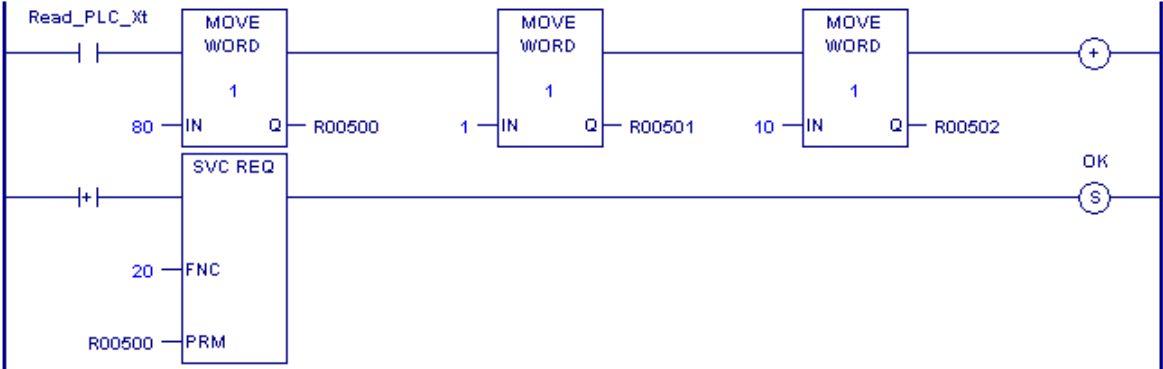 Read_PLC_Xt
MOVE MOVE MOVE
WORD WORD WORD
+
1 1 1
80 IN Q R00500 1 IN Q R00501 10 IN Q R00502
SVC REQ OK
+ S
20 FNC
R00500 PRM